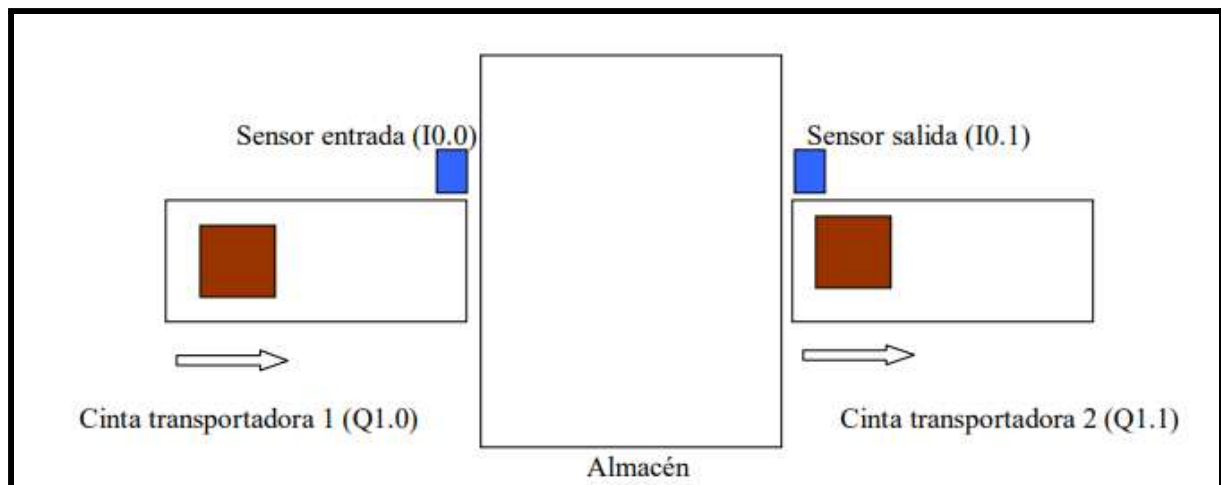 Sensor entrada (I0.0)
Sensor salida (I0.1)
Cinta transportadora 1 (Q1.0)
Cinta transportadora 2 (Q1.1)
Almacén